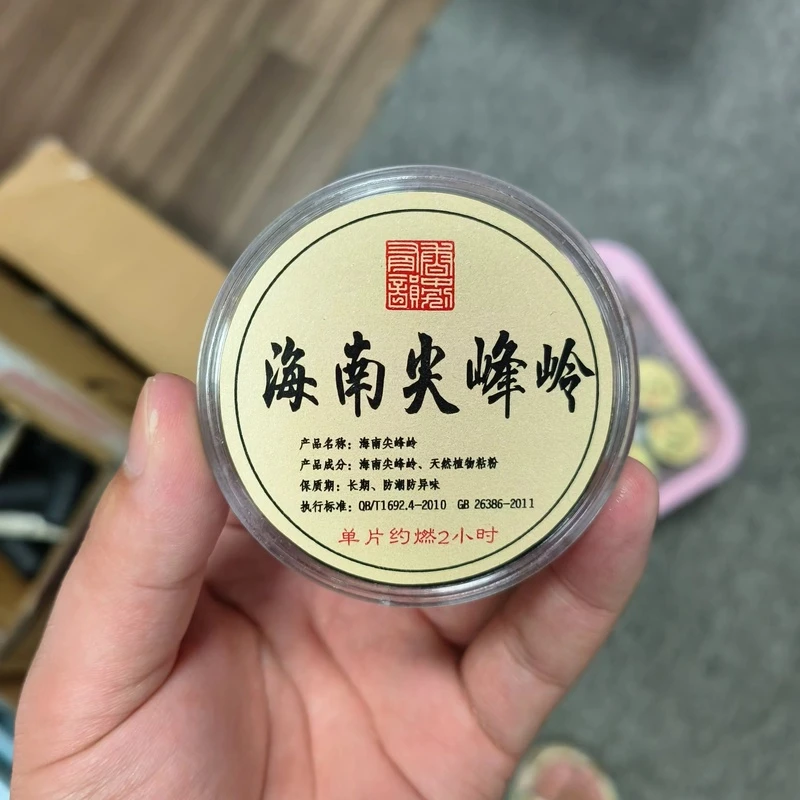 海南尖峰岭
产品名称：海南尖峰岭
产品成分：海南尖峰岭、天然植物粘粉
保质期：长期、防潮防异味
执行标准：QB/T1692.4-2010 GB 26386-2011
单片约燃2小时